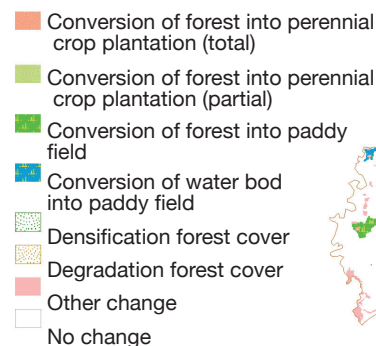 Conversion of forest into perennial
crop plantation (total)
Conversion of forest into perennial
crop plantation (partial)
Conversion of forest into paddy
field
Conversion of water bod
into paddy field
Densification forest cover
Degradation forest cover
Other change
No change